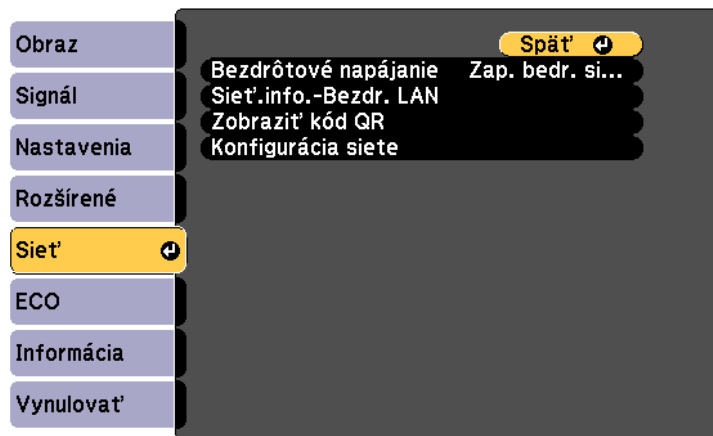 Obraz
Signál
Nastavenia
Rozšírené
Sieť
ECO
Informácia
Vynulovať
Späť
Bezdrôtové napájanie Zap. bedr. si...
Sieť.info.-Bezdr. LAN
Zobraziť kód QR
Konfigurácia siete